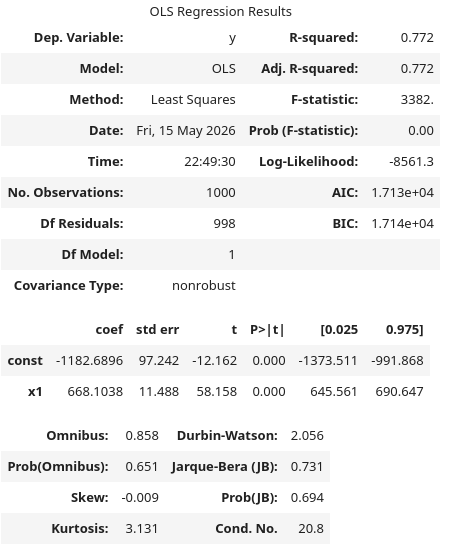 OLS Regression Results
Dep. Variable: y R-squared: 0.772
Model: OLS Adj. R-squared: 0.772
Method: Least Squares F-statistic: 3382.
Date: Fri, 15 May 2026 Prob (F-statistic): 0.00
Time: 22:49:30 Log-Likelihood: -8561.3
No. Observations: 1000 AIC: 1.713e+04
Df Residuals: 998 BIC: 1.714e+04
Df Model: 1
Covariance Type: nonrobust
coef std err t P>|t| [0.025 0.975]
const -1182.6896 97.242 -12.162 0.000 -1373.511 -991.868
x1 668.1038 11.488 58.158 0.000 645.561 690.647
Omnibus: 0.858 Durbin-Watson: 2.056
Prob(Omnibus): 0.651 Jarque-Bera (JB): 0.731
Skew: -0.009 Prob(JB): 0.694
Kurtosis: 3.131 Cond. No. 20.8